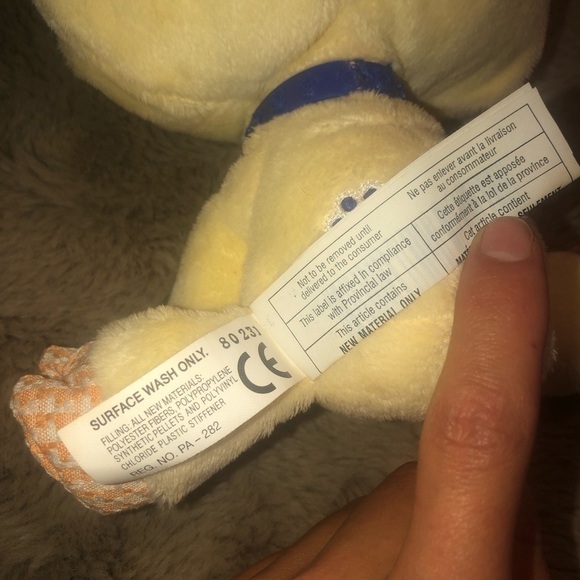 Not to be removed until
delivered to the consumer
Ne pas enlever avant la livraison
au consommateur
This label is affixed in compliance
with Provincial law
Cette étiquette est apposée
conformément à la loi de la province
This article contains
NEW MATERIAL ONLY
Cet article contient
SEULEMENT
SURFACE WASH ONLY.
FILLING: ALL NEW MATERIALS:
POLYESTER FIBERS, POLYPROPYLENE
SYNTHETIC PELLETS AND POLYVINYL
CHLORIDE PLASTIC STIFFENER
REG. NO. PA - 282
CE